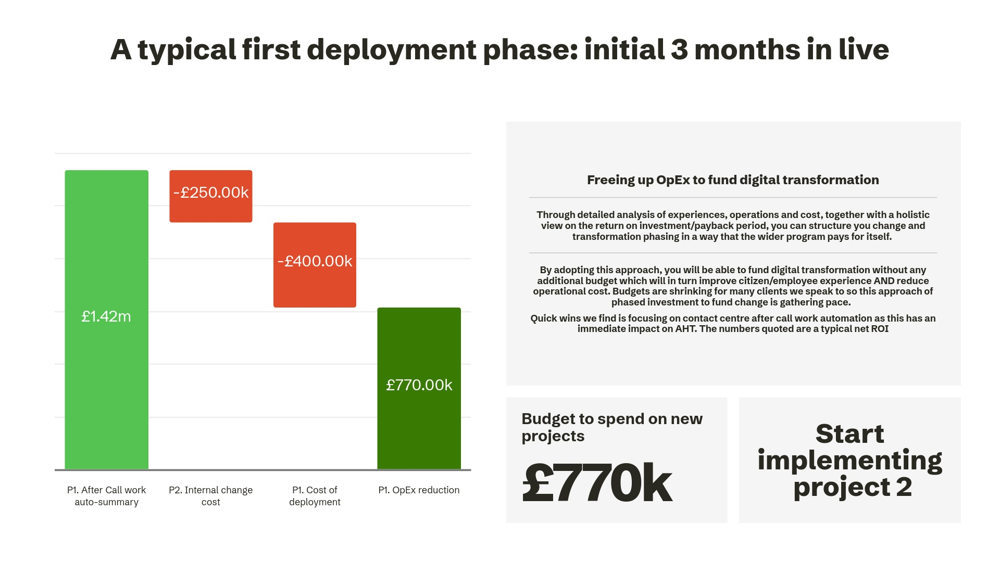 A typical first deployment phase: initial 3 months in live
£1.42m
-£250.00k
-£400.00k
£770.00k
P1. After Call work
auto-summary
P2. Internal change
cost
P1. Cost of
deployment
P1. OpEx reduction
Freeing up OpEx to fund digital transformation
Through detailed analysis of experiences, operations and cost, together with a holistic
view on the return on investment/payback period, you can structure you change and
transformation phasing in a way that the wider program pays for itself.
By adopting this approach, you will be able to fund digital transformation without any
additional budget which will in turn improve citizen/employee experience AND reduce
operational cost. Budgets are shrinking for many clients we speak to so this approach of
phased investment to fund change is gathering pace.
Quick wins we find is focusing on contact centre after call work automation as this has an
immediate impact on AHT. The numbers quoted are a typical net ROI
Budget to spend on new
projects
£770k
Start
implementing
project 2